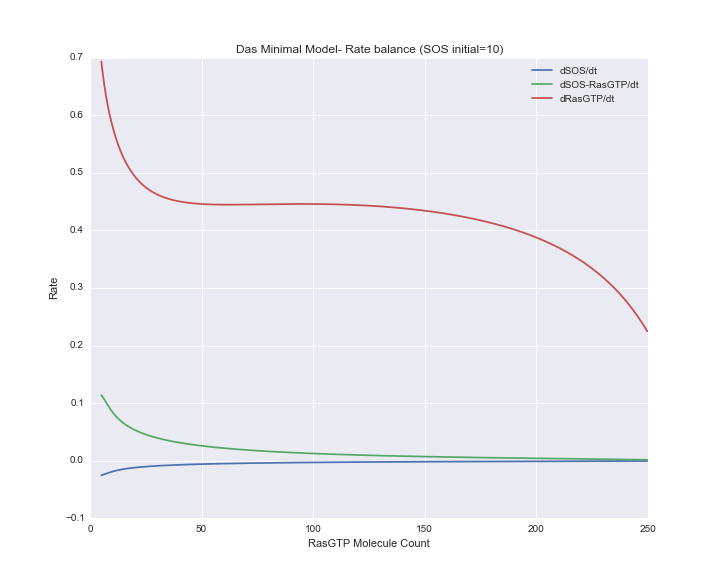 Das Minimal Model- Rate balance (SOS initial=10)
dSOS/dt
dSOS-RasGTP/dt
dRasGTP/dt
0.7
0.6
0.5
0.4
0.3
0.2
0.1
0.0
−0.1
Rate
0 50 100 150 200 250
RasGTP Molecule Count